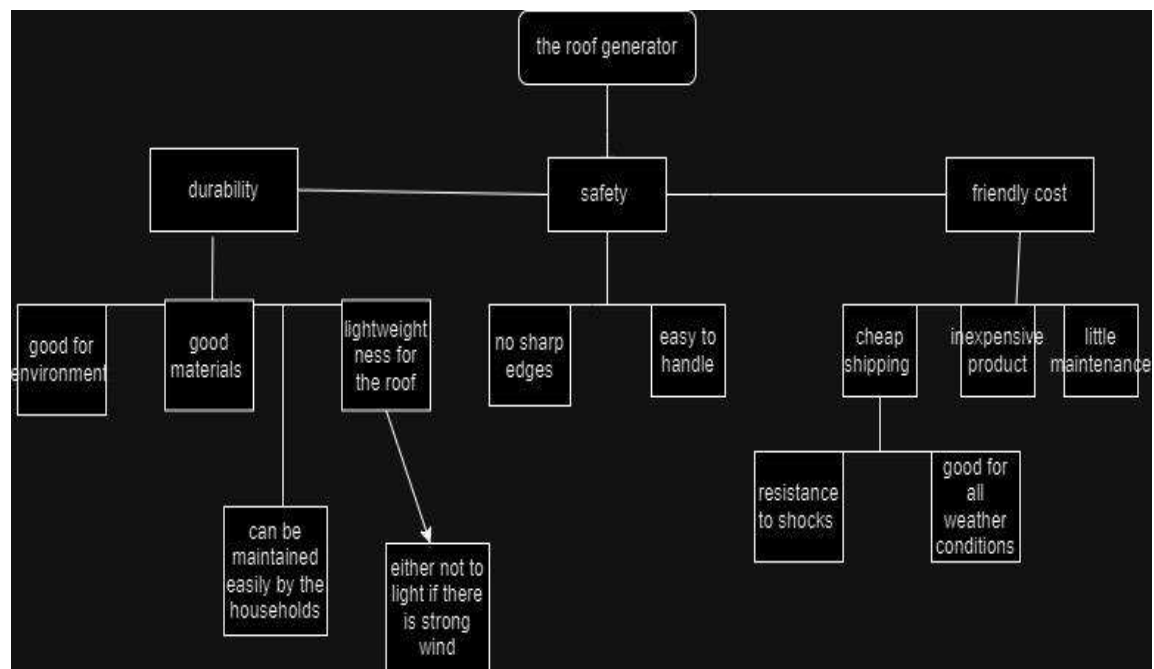 the roof generator
durability
safety
friendly cost
good for
environment
good
materials
lightweight
ness for
the roof
no sharp
edges
easy to
handle
cheap
shipping
inexpensive
product
little
maintenance
can be
maintained
easily by the
households
either not to
light if there
is strong
wind
resistance
to shocks
good for
all
weather
conditions